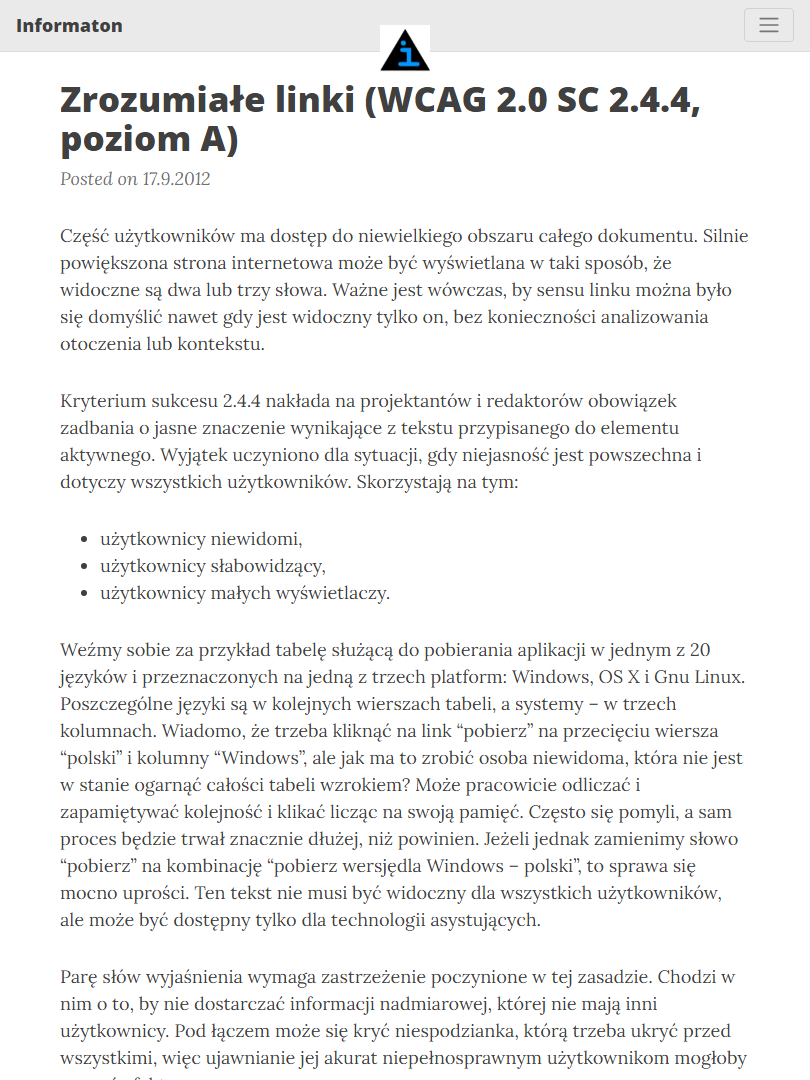 Informaton
Zrozumiałe linki (WCAG 2.0 SC 2.4.4,
poziom A)
Posted on 17.9.2012
Część użytkowników ma dostęp do niewielkiego obszaru całego dokumentu. Silnie
powiększona strona internetowa może być wyświetlana w taki sposób, że
widoczne są dwa lub trzy słowa. Ważne jest wówczas, by sensu linku można było
się domyślić nawet gdy jest widoczny tylko on, bez konieczności analizowania
otoczenia lub kontekstu.
Kryterium sukcesu 2.4.4 nakłada na projektantów i redaktorów obowiązek
zadbania o jasne znaczenie wynikające z tekstu przypisanego do elementu
aktywnego. Wyjątek uczyniono dla sytuacji, gdy niejasność jest powszechna i
dotyczy wszystkich użytkowników. Skorzystają na tym:
• użytkownicy niewidomi,
• użytkownicy słabowidzący,
• użytkownicy małych wyświetlaczy.
Weźmy sobie za przykład tabelę służącą do pobierania aplikacji w jednym z 20
języków i przeznaczonych na jedną z trzech platform: Windows, OS X i Gnu Linux.
Poszczególne języki są w kolejnych wierszach tabeli, a systemy – w trzech
kolumnach. Wiadomo, że trzeba kliknąć na link “pobierz” na przecięciu wiersza
“polski” i kolumny “Windows”, ale jak ma to zrobić osoba niewidoma, która nie jest
w stanie ogarnąć całości tabeli wzrokiem? Może pracowicie odliczać i
zapamiętywać kolejność i klikać licząc na swoją pamięć. Często się pomyli, a sam
proces będzie trwał znacznie dłużej, niż powinien. Jeżeli jednak zamienimy słowo
“pobierz” na kombinację “pobierz wersjędla Windows – polski”, to sprawa się
mocno uprości. Ten tekst nie musi być widoczny dla wszystkich użytkowników,
ale może być dostępny tylko dla technologii asystujących.
Parę słów wyjaśnienia wymaga zastrzeżenie poczynione w tej zasadzie. Chodzi w
nim o to, by nie dostarczać informacji nadmiarowej, której nie mają inni
użytkownicy. Pod łączem może się kryć niespodzianka, którą trzeba ukryć przed
wszystkimi, więc ujawnianie jej akurat niepełnosprawnym użytkownikom mogłoby